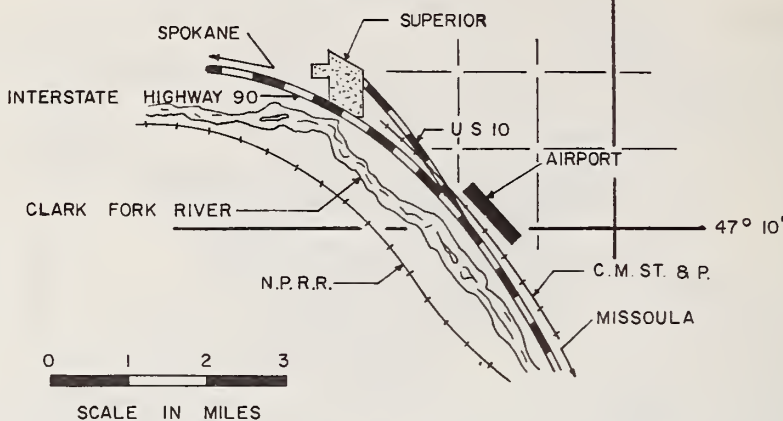 SUPERIOR
SPOKANE
INTERSTATE HIGHWAY 90
U S 10
AIRPORT
CLARK FORK RIVER
47° 10'
N.P.R.R.
C.M. ST. & P.
MISSOULA
0 1 2 3
SCALE IN MILES